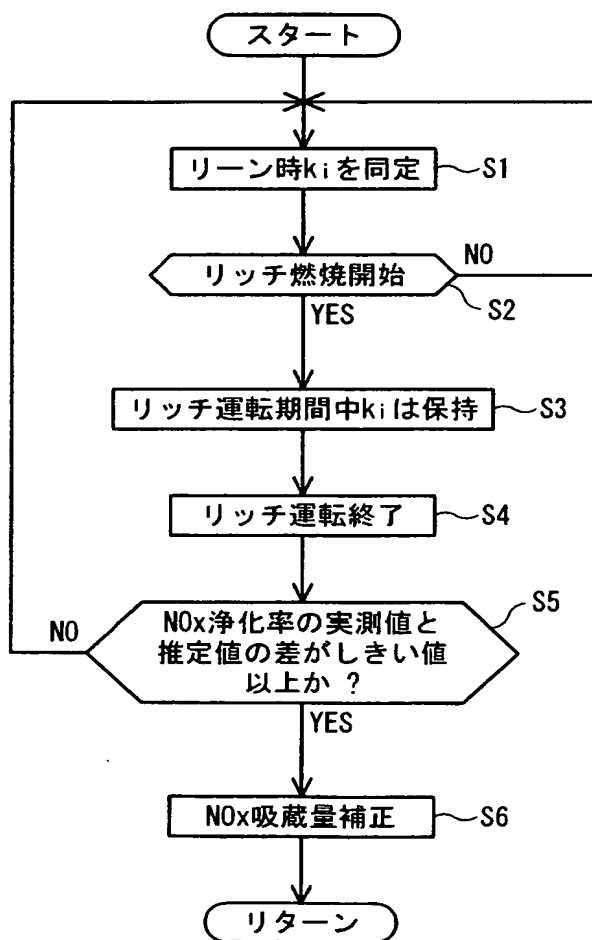 スタート
リーン時kiを同定
S1
リッチ燃焼開始
NO
S2
YES
リッチ運転期間中kiは保持
S3
リッチ運転終了
S4
S5
NO
NOx浄化率の実測値と
推定値の差がしきい値
以上か ?
YES
NOx吸蔵量補正
S6
リターン